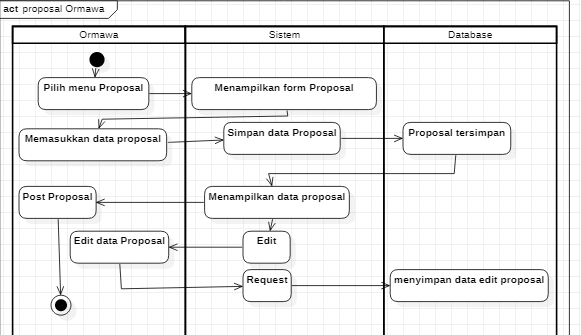 act proposal Ormawa
Ormawa Sistem Database
Pilih menu Proposal Menampilkan form Proposal
Memasukkan data proposal Simpan data Proposal Proposal tersimpan
Post Proposal Menampilkan data proposal
Edit data Proposal Edit
Request menyimpan data edit proposal